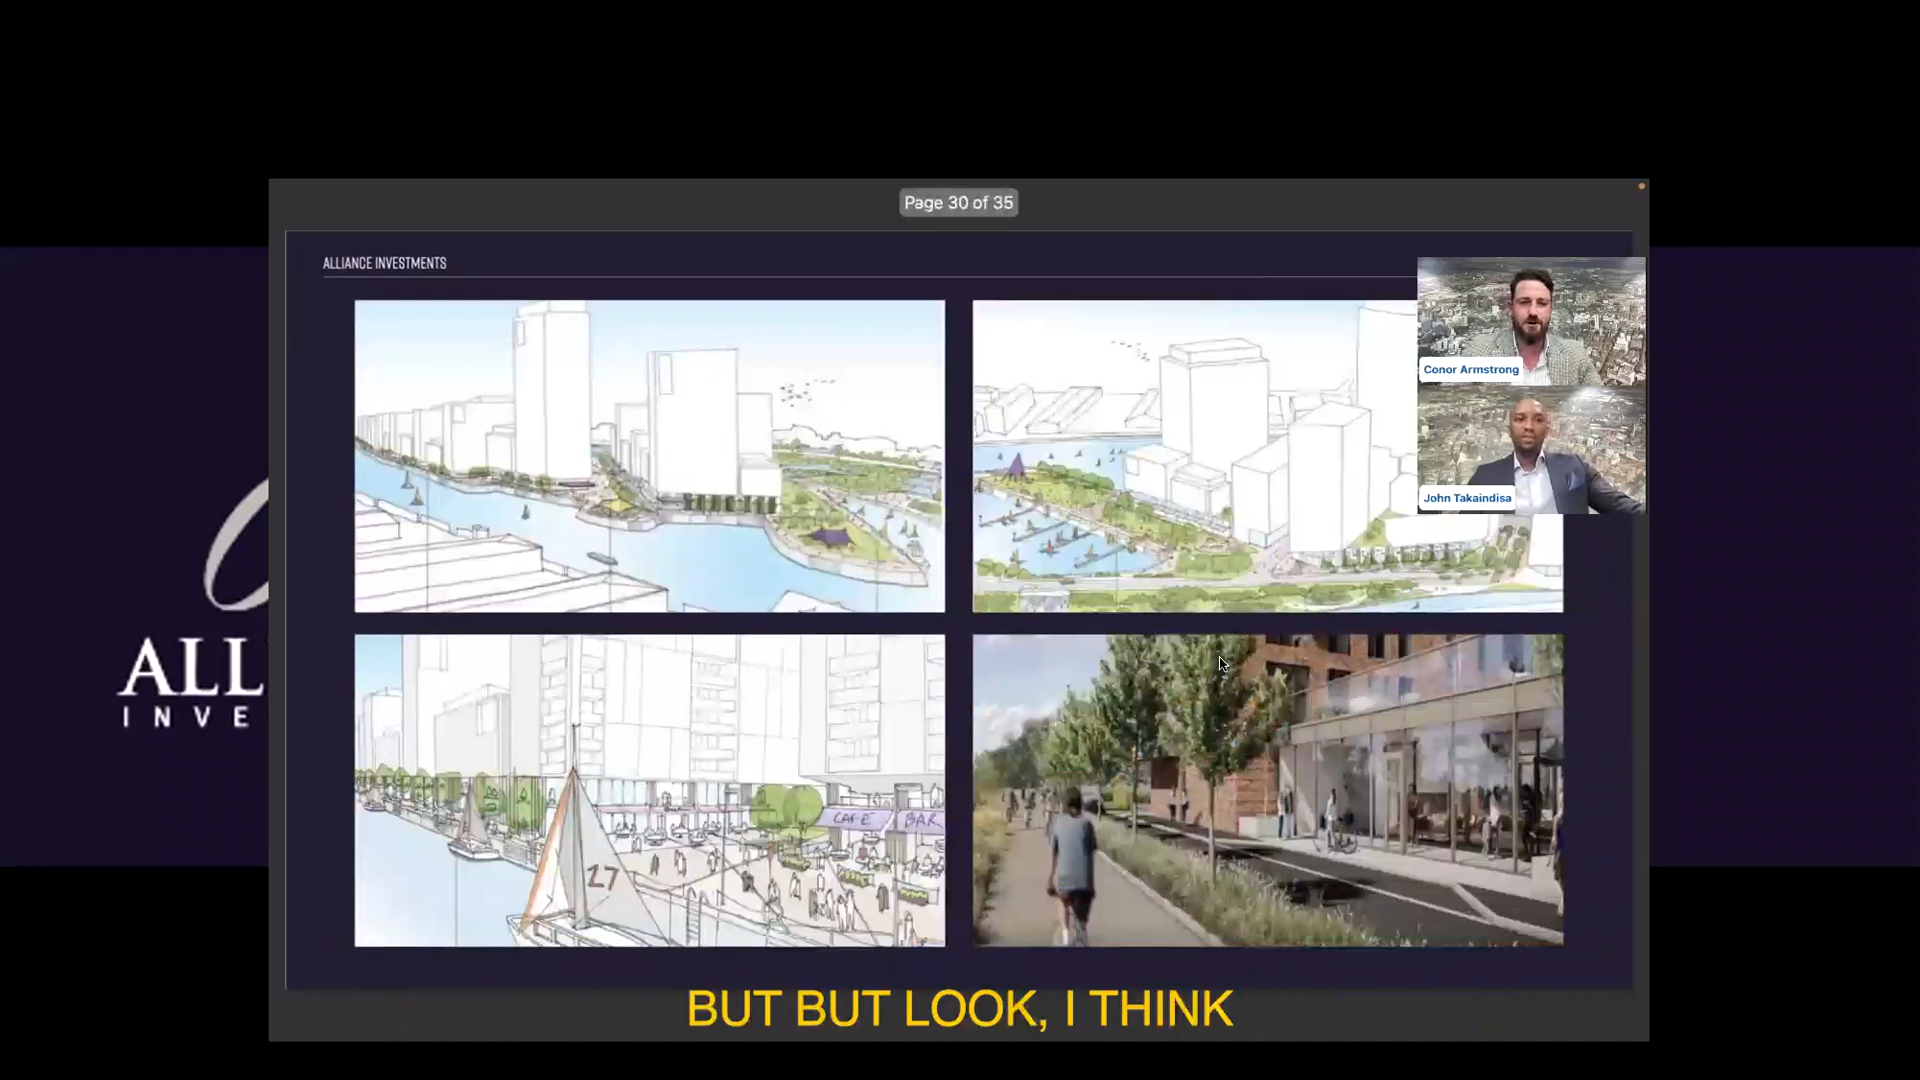 Page 30 of 35
ALLIANCE INVESTMENTS
Conor Armstrong
John Takaindisa
ALL
INVE
CAFE
BAR
27
BUT BUT LOOK, I THINK